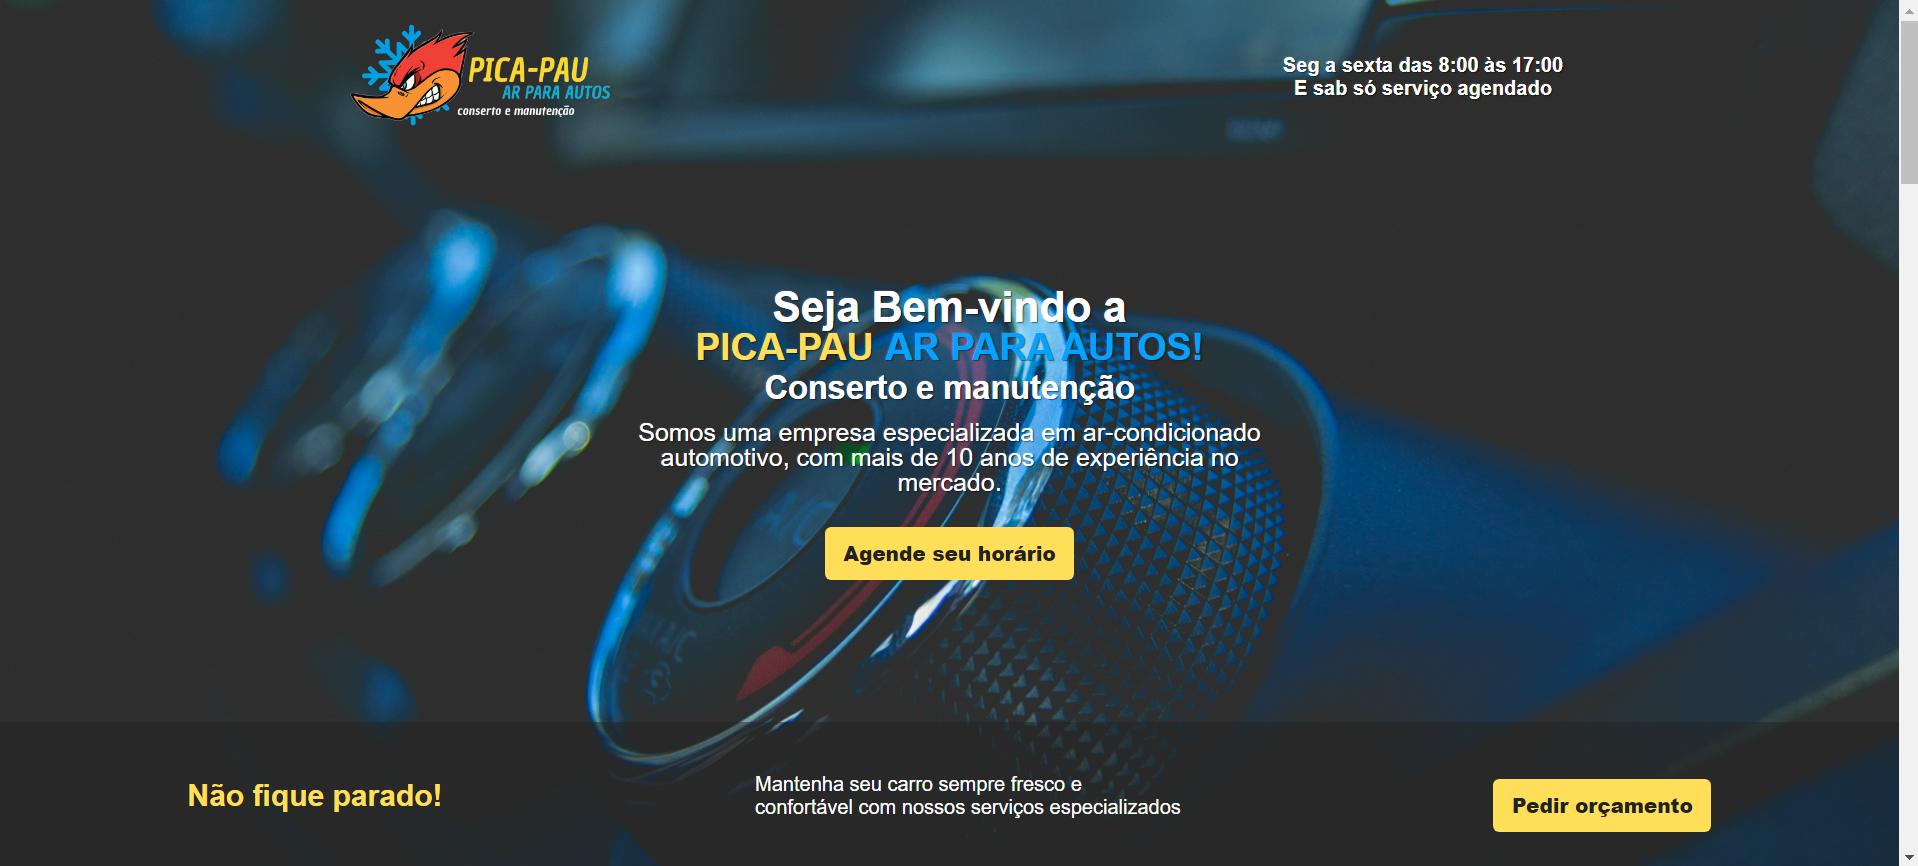 PICA-PAU
AR PARA AUTOS
conserto e manutenção
Seg a sexta das 8:00 às 17:00
E sab só serviço agendado
Seja Bem-vindo a
PICA-PAU AR PARA AUTOS!
Conserto e manutenção
Somos uma empresa especializada em ar-condicionado
automotivo, com mais de 10 anos de experiência no
mercado.
A/C
Agende seu horário
Não fique parado!
Mantenha seu carro sempre fresco e
confortável com nossos serviços especializados
Pedir orçamento